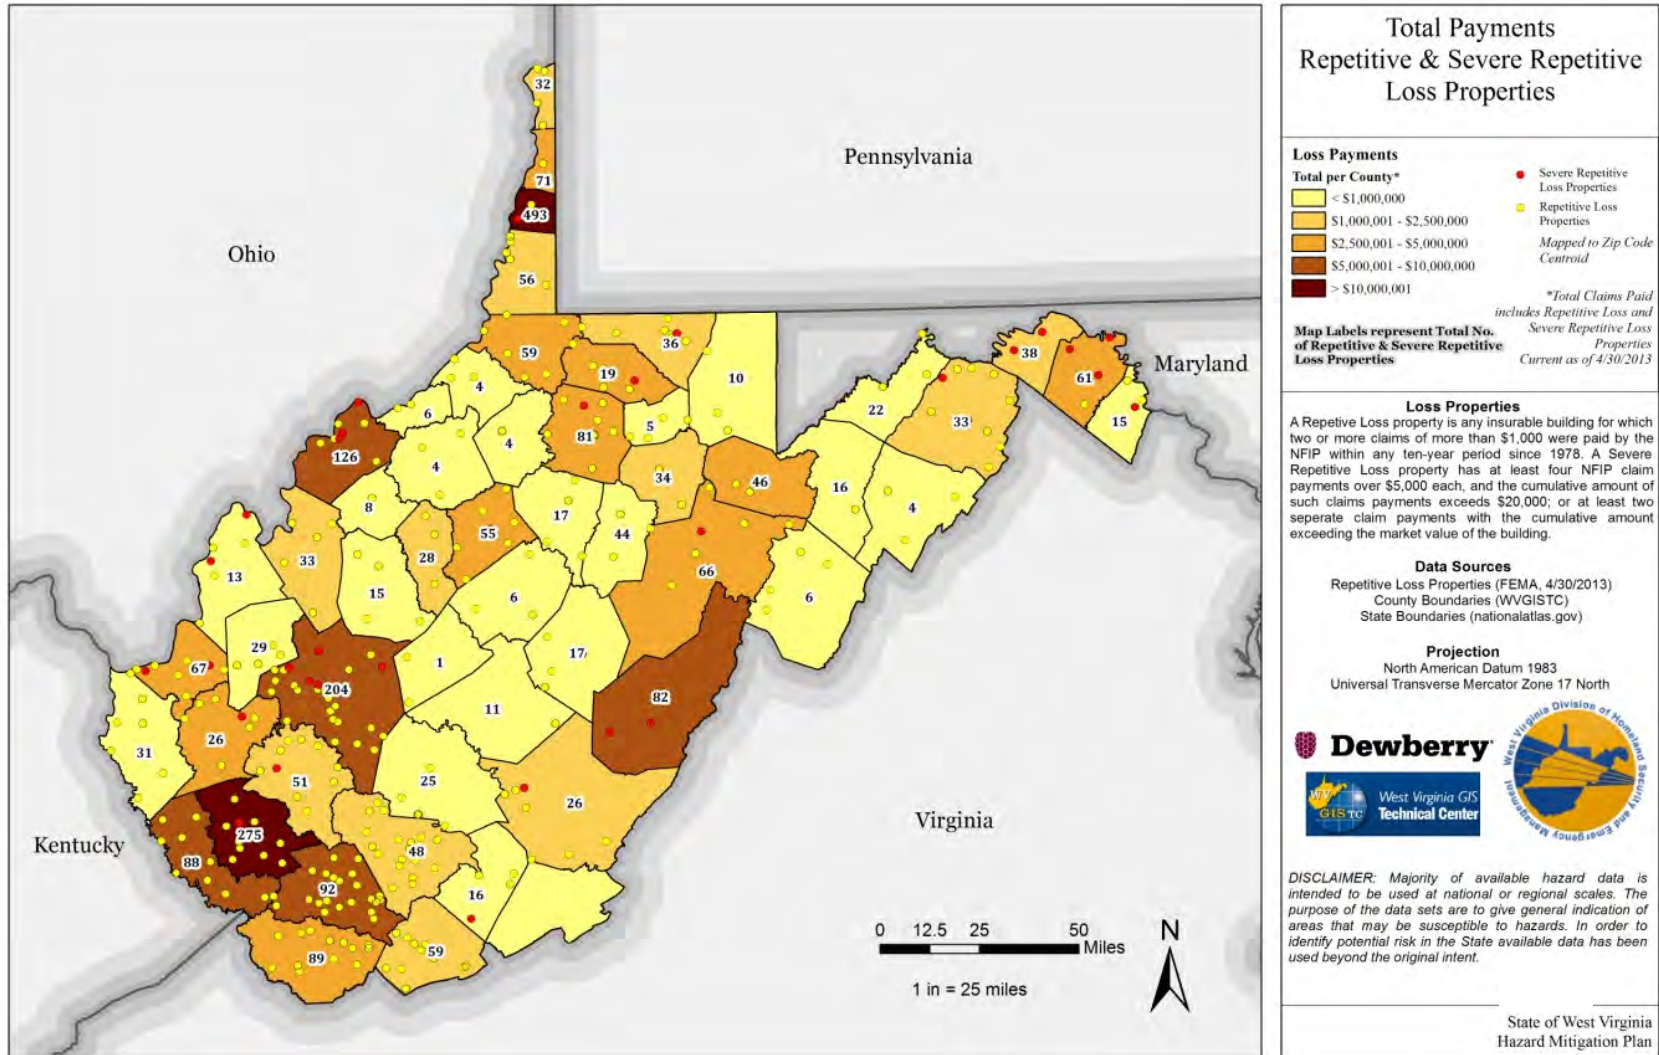 32
71
493
56
Pennsylvania
Ohio
59
36
19
10
38
61
15
Maryland
4
6
81
5
22
33
126
4
4
34
46
16
4
8
17
44
55
28
33
13
15
66
6
6
29
1
17
67
204
82
11
31
26
51
25
26
Kentucky
275
88
48
92
16
89
59
Virginia
0 12.5 25 50
Miles
1 in = 25 miles
N
Total Payments
Repetitive & Severe Repetitive
Loss Properties
Loss Payments
Total per County*
< $1,000,000
$1,000,001 - $2,500,000
$2,500,001 - $5,000,000
$5,000,001 - $10,000,000
> $10,000,001
Map Labels represent Total No.
of Repetitive & Severe Repetitive
Loss Properties
Severe Repetitive
Loss Properties
Repetitive Loss
Properties
Mapped to Zip Code
Centroid
*Total Claims Paid
includes Repetitive Loss and
Severe Repetitive Loss
Properties
Current as of 4/30/2013
Loss Properties
A Repetive Loss property is any insurable building for which
two or more claims of more than $1,000 were paid by the
NFIP within any ten-year period since 1978. A Severe
Repetitive Loss property has at least four NFIP claim
payments over $5,000 each, and the cumulative amount of
such claims payments exceeds $20,000; or at least two
seperate claim payments with the cumulative amount
exceeding the market value of the building.
Data Sources
Repetitive Loss Properties (FEMA, 4/30/2013)
County Boundaries (WVGISTC)
State Boundaries (nationalatlas.gov)
Projection
North American Datum 1983
Universal Transverse Mercator Zone 17 North
Dewberry
WV
GIS TC
West Virginia GIS
Technical Center
West Virginia Division of Homeland Security and Emergency Management
DISCLAIMER: Majority of available hazard data is
intended to be used at national or regional scales. The
purpose of the data sets are to give general indication of
areas that may be susceptible to hazards. In order to
identify potential risk in the State available data has been
used beyond the original intent.
State of West Virginia
Hazard Mitigation Plan